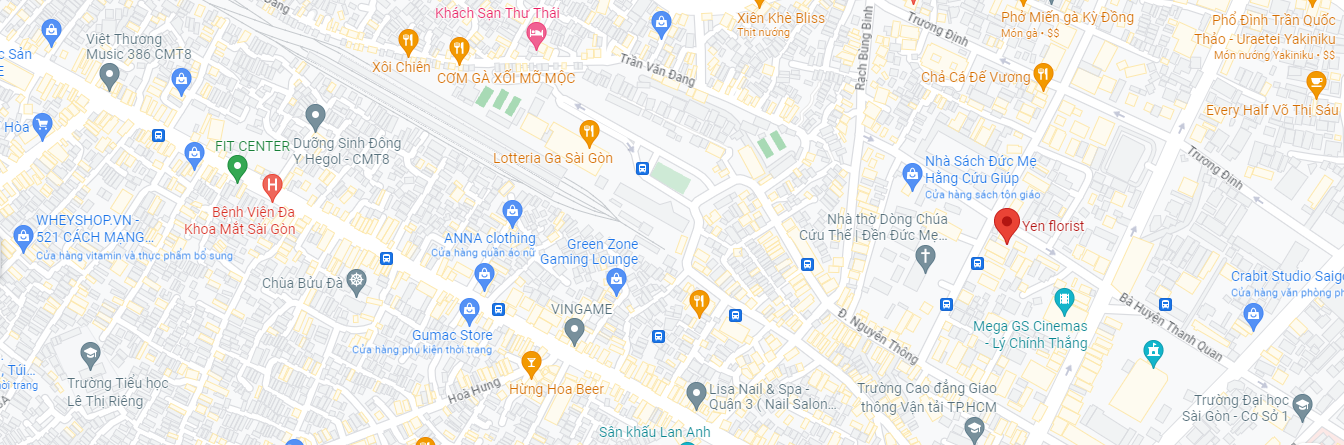 Khách Sạn Thư Thái
Xiên Khè Bliss
Thịt nướng
Trương Định
Phở Miến gà Kỳ Đồng
Món gà • $$
Phở Đỉnh Trần Quốc
Thảo - Uraetei Yakiniku
Món nướng Yakiniku • $$
Việt Thương
Music 386 CMT8
Xôi Chiên
CƠM GÀ XỐI MỠ MỘC
Trần Văn Đang
Rạch Bùng Binh
Chả Cá Đế Vương
Every Half Võ Thị Sáu
Hòa
FIT CENTER
Dưỡng Sinh Đông
Y Hegol - CMT8
Lotteria Ga Sài Gòn
Nhà Sách Đức Mẹ
Hằng Cứu Giúp
Cửa hàng sách tôn giáo
Trương Định
Bệnh Viện Đa
Khoa Mắt Sài Gòn
WHEYSHOP.VN -
521 CÁCH MẠNG...
Cửa hàng vitamin và thực phẩm bổ sung
ANNA clothing
Cửa hàng quần áo nữ
Green Zone
Gaming Lounge
Nhà thờ Dòng Chúa
Cứu Thế | Đền Đức Mẹ...
Yen florist
Chùa Bửu Đà
VINGAME
Gumac Store
Cửa hàng phụ kiện thời trang
Đ. Nguyễn Thông
Mega GS Cinemas
- Lý Chính Thắng
Bà Huyện Thanh Quan
Crabit Studio Saigo
Cửa hàng văn phòng ph
Trường Tiểu học
Lê Thị Riêng
Hoà Hưng
Hừng Hoa Beer
Lisa Nail & Spa -
Quận 3 ( Nail Salon...
Trường Cao đẳng Giao
thông Vận tải TP.HCM
Trường Đại học
Sài Gòn - Cơ Sở 1
Sân khấu Lan Anh